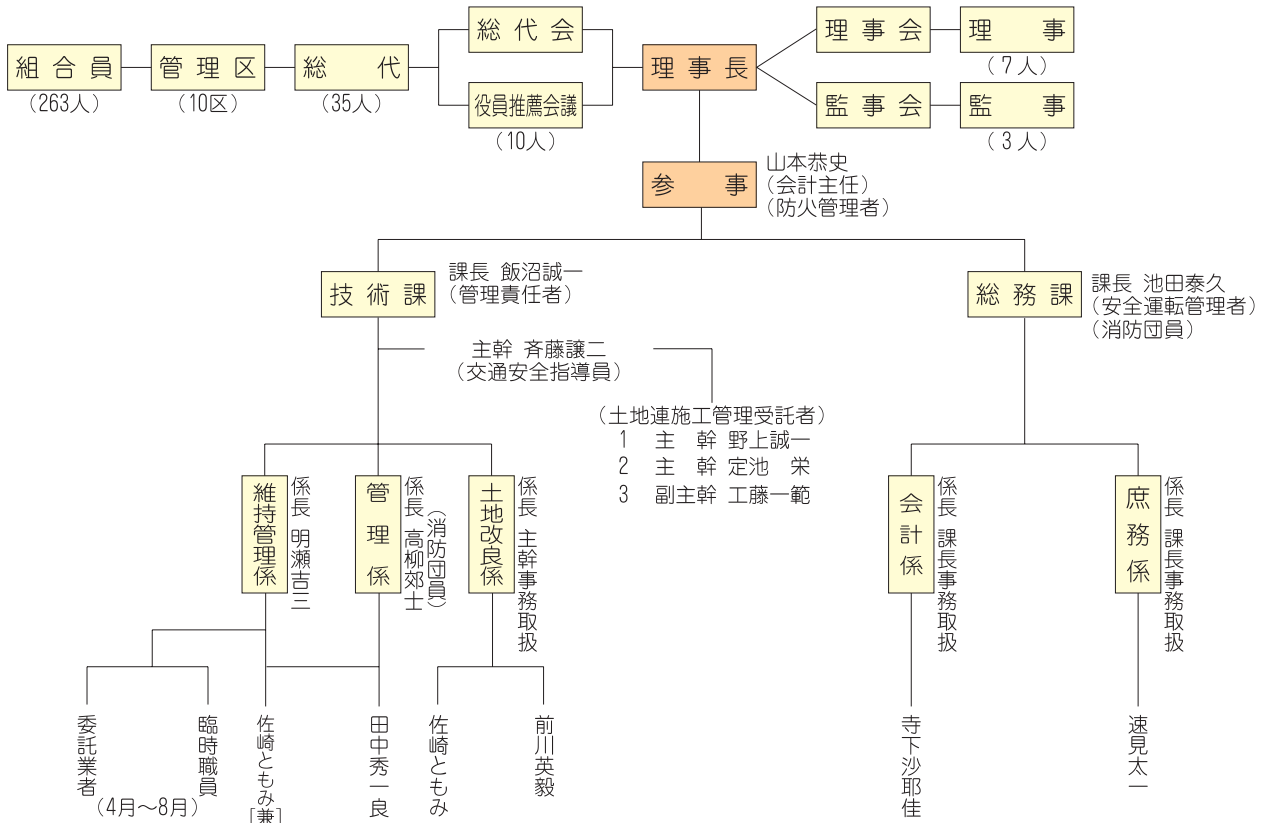 総代会
理事会
理事
組合員
管理区
総代
理事長
(7人)
(263人)
(10区)
(35人)
役員推薦会議
監事会
監事
(10人)
(3人)
参事
山本恭史
(会計主任)
(防火管理者)
技術課
課長 飯沼誠一
(管理責任者)
総務課
課長 池田泰久
(安全運転管理者)
(消防団員)
主幹 斉藤譲二
(交通安全指導員)
(土地連施工管理受託者)
1 主幹 野上誠一
2 主幹 定池 栄
3 副主幹 工藤一範
維持管理係
係長 明瀬吉三
管理係
係長 高柳郊士
(消防団員)
土地改良係
係長 主幹事務取扱
会計係
係長 課長事務取扱
庶務係
係長 課長事務取扱
委託業者
臨時職員
(4月～8月)
佐崎ともみ
[兼]
田中秀一良
佐崎ともみ
前川英毅
寺下沙耶佳
速見太一